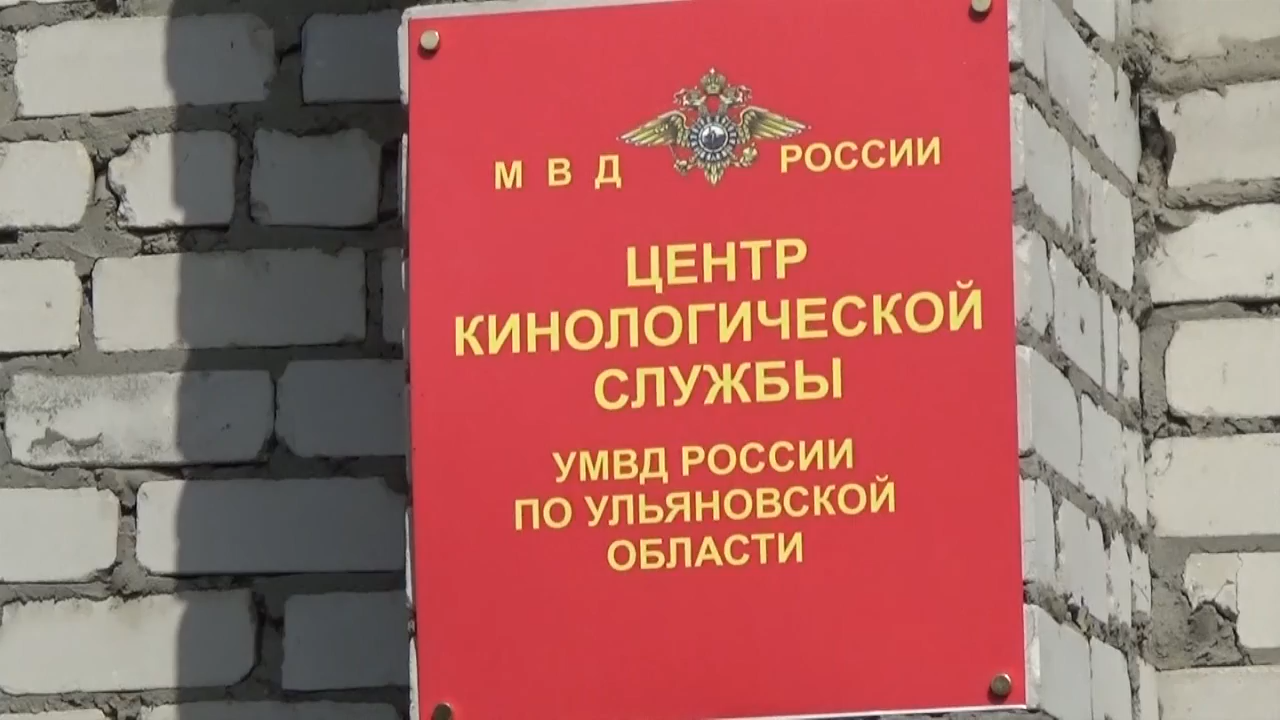 М В Д РОССИИ
ЦЕНТР
КИНОЛОГИЧЕСКОЙ
СЛУЖБЫ
УМВД РОССИИ
ПО УЛЬЯНОВСКОЙ
ОБЛАСТИ